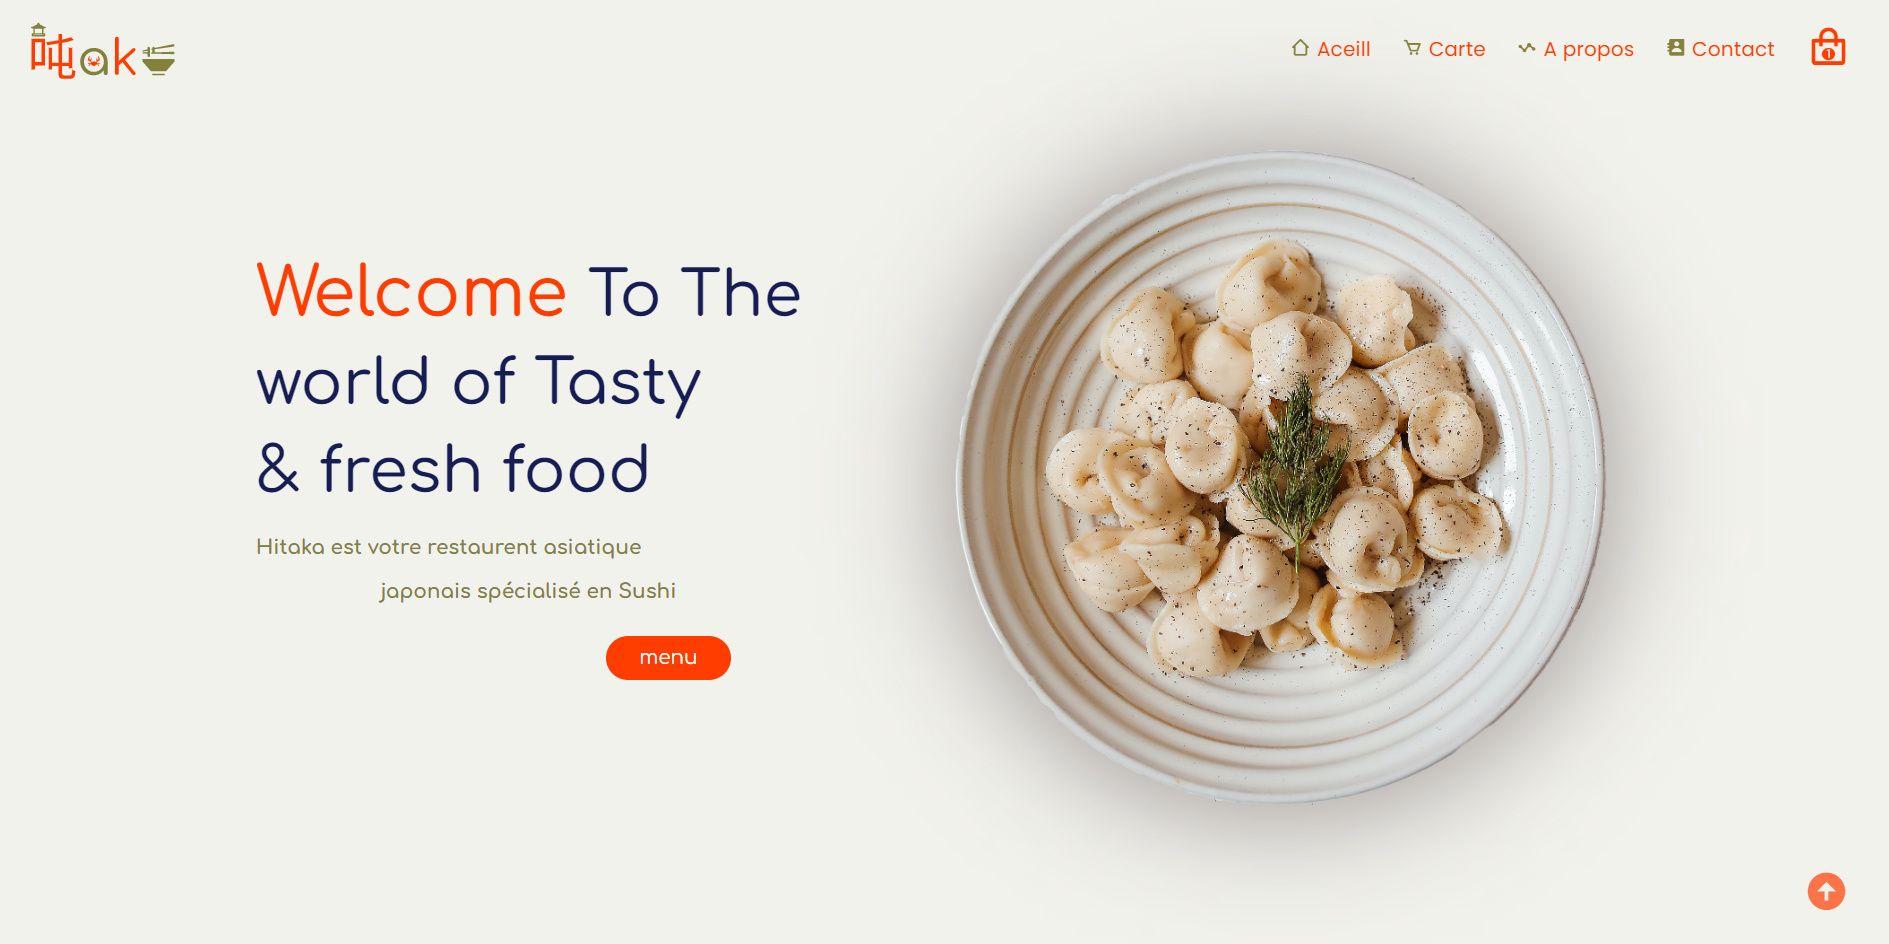 吨ak
Aceill
Carte
A propos
Contact
1
Welcome To The
world of Tasty
& fresh food
Hitaka est votre restaurent asiatique
japonais spécialisé en Sushi
menu